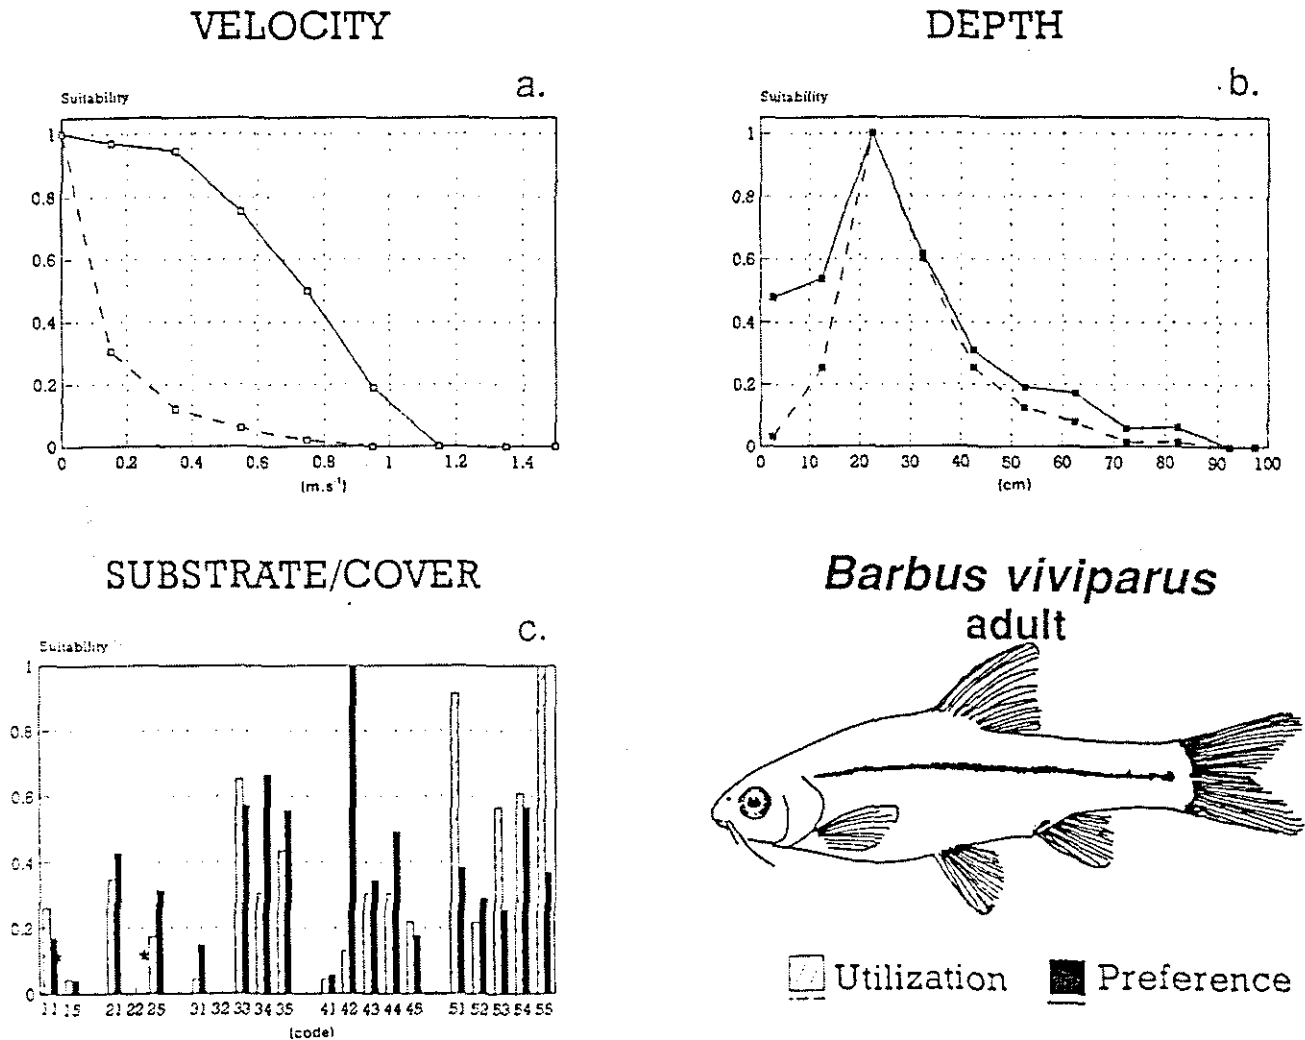 VELOCITY
a.
Suitability
1
0.8
0.6
0.4
0.2
0
0 0.2 0.4 0.6 0.8 1 1.2 1.4
(m.s⁻¹)
DEPTH
b.
Suitability
1
0.8
0.6
0.4
0.2
0
0 10 20 30 40 50 60 70 80 90 100
(cm)
SUBSTRATE/COVER
c.
Suitability
1
0.8
0.6
0.4
0.2
0
* *
11 15 21 22 25 31 32 33 34 35 41 42 43 44 45 51 52 53 54 55
(code)
Barbus viviparus
adult
Utilization Preference